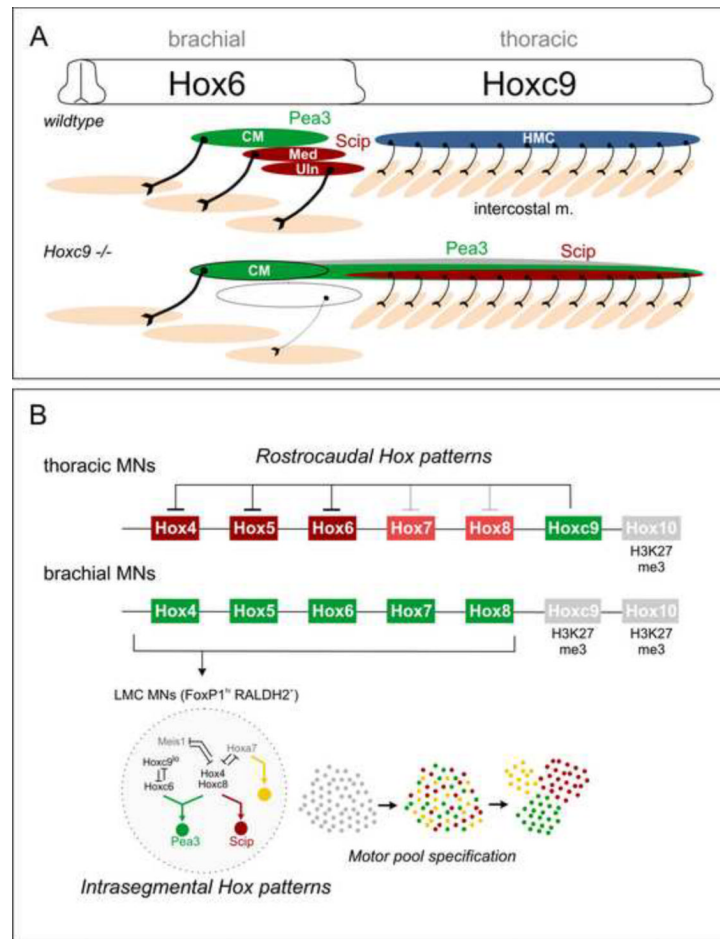 A
brachial thoracic
Hox6 Hoxc9
wildtype
Pea3
CM
Scip
HMC
Med
Uln
intercostal m.
Hoxc9 -/-
Pea3 Scip
CM
B
Rostrocaudal Hox patterns
thoracic MNs
Hox4 Hox5 Hox6 Hox7 Hox8 Hoxc9 Hox10
H3K27
me3
brachial MNs
Hox4 Hox5 Hox6 Hox7 Hox8 Hoxc9 Hox10
H3K27 H3K27
me3 me3
LMC MNs (FoxP1hi RALDH2+)
Meis1 Hoxa7
Hoxc9lo
Hox4
Hoxc8
Hoxc6
Pea3 Scip
Motor pool specification
Intrasegmental Hox patterns